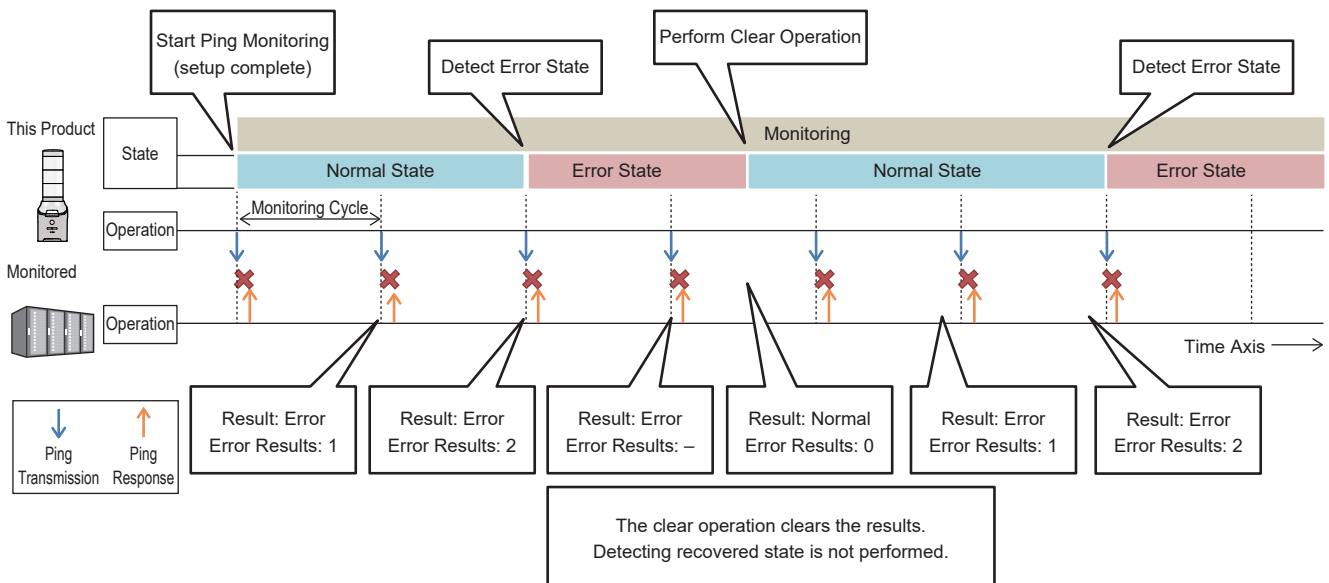 Start Ping Monitoring
(setup complete)
Detect Error State
Perform Clear Operation
Detect Error State
This Product
State
Monitoring
Normal State
Error State
Normal State
Error State
Monitoring Cycle
Operation
Monitored
Operation
Time Axis
Ping
Transmission
Ping
Response
Result: Error
Error Results: 1
Result: Error
Error Results: 2
Result: Error
Error Results: –
Result: Normal
Error Results: 0
Result: Error
Error Results: 1
Result: Error
Error Results: 2
The clear operation clears the results.
Detecting recovered state is not performed.